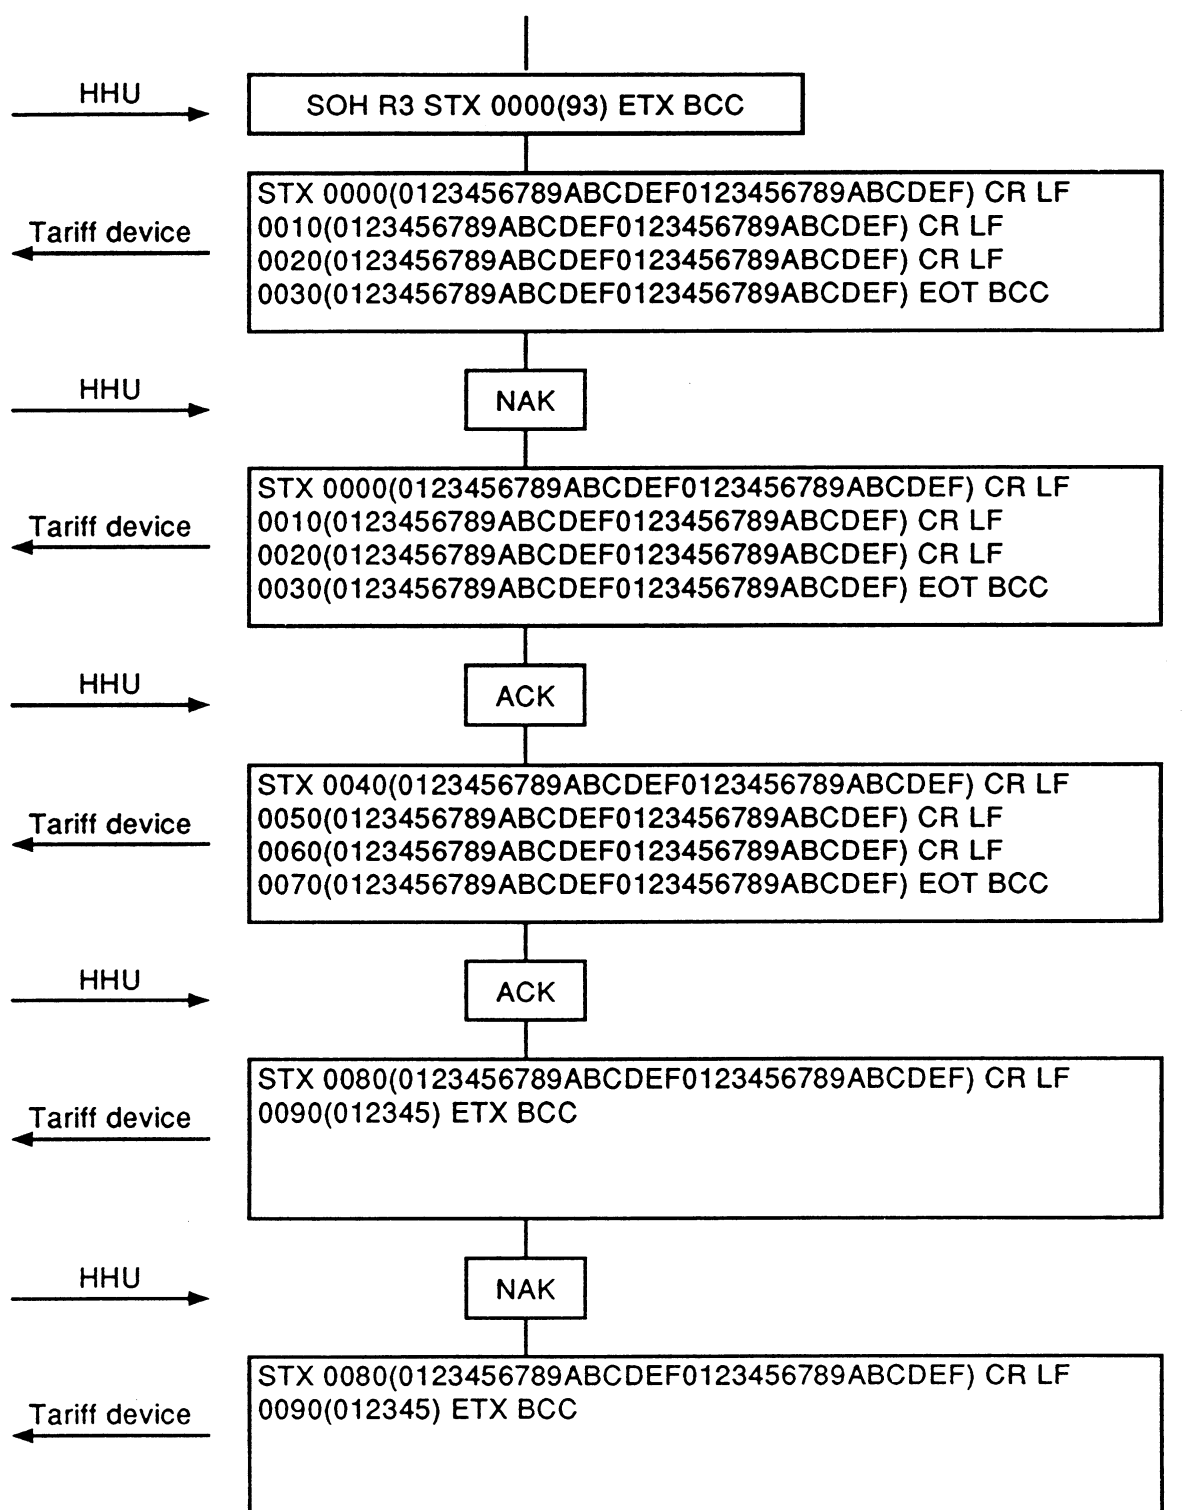 HHU
SOH R3 STX 0000(93) ETX BCC
Tariff device
STX 0000(0123456789ABCDEF0123456789ABCDEF) CR LF
0010(0123456789ABCDEF0123456789ABCDEF) CR LF
0020(0123456789ABCDEF0123456789ABCDEF) CR LF
0030(0123456789ABCDEF0123456789ABCDEF) EOT BCC
HHU
NAK
Tariff device
STX 0000(0123456789ABCDEF0123456789ABCDEF) CR LF
0010(0123456789ABCDEF0123456789ABCDEF) CR LF
0020(0123456789ABCDEF0123456789ABCDEF) CR LF
0030(0123456789ABCDEF0123456789ABCDEF) EOT BCC
HHU
ACK
Tariff device
STX 0040(0123456789ABCDEF0123456789ABCDEF) CR LF
0050(0123456789ABCDEF0123456789ABCDEF) CR LF
0060(0123456789ABCDEF0123456789ABCDEF) CR LF
0070(0123456789ABCDEF0123456789ABCDEF) EOT BCC
HHU
ACK
Tariff device
STX 0080(0123456789ABCDEF0123456789ABCDEF) CR LF
0090(012345) ETX BCC
HHU
NAK
Tariff device
STX 0080(0123456789ABCDEF0123456789ABCDEF) CR LF
0090(012345) ETX BCC